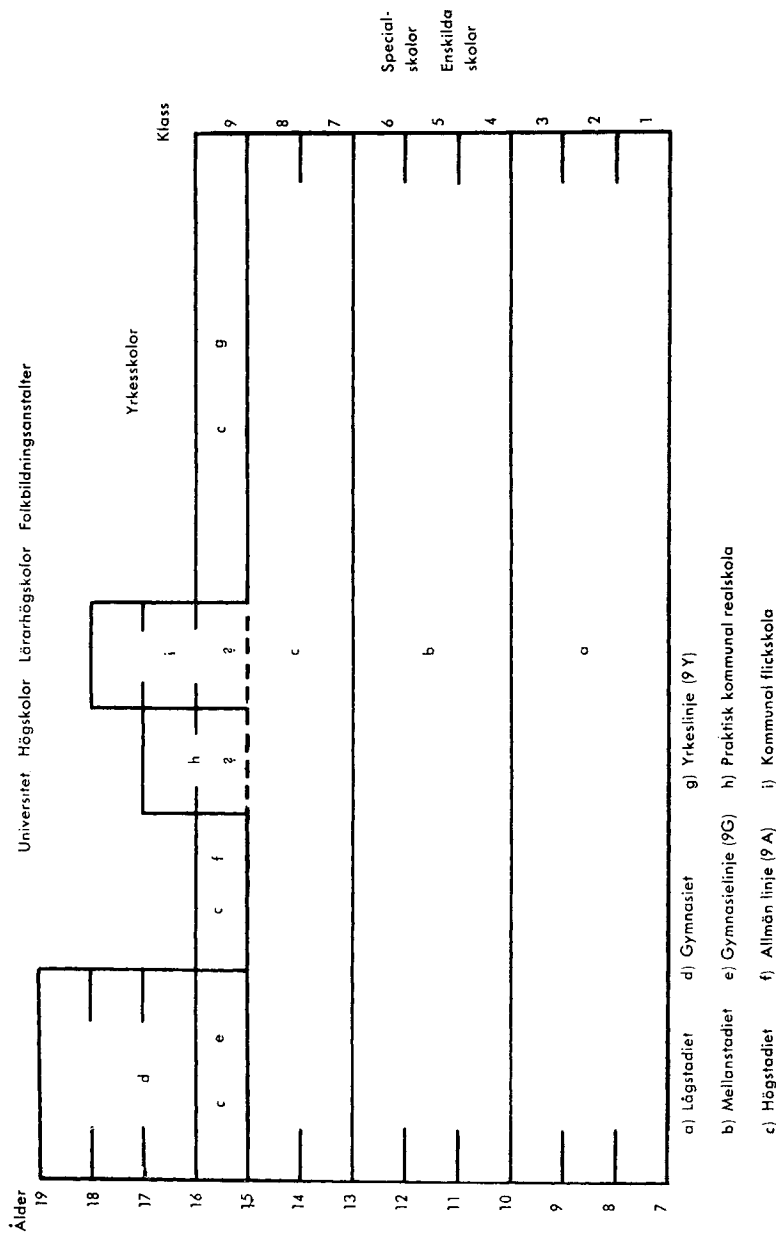 Universitet Högskolor Lärarhögskolor Folkbildningsanstalter
Yrkesskolor
Ålder
Klass
19
18
17
16
15
14
13
12
11
10
9
8
7
d
h
i
c
e
c
f
?
?
c
g
c
b
a
9
8
7
6
5
4
3
2
1
Special-
skolor
Enskilda
skolor
a) Lågstadiet
b) Mellanstadiet
c) Högstadiet
d) Gymnasiet
e) Gymnasielinje (9G)
f) Allmän linje (9 A)
g) Yrkeslinje (9 Y)
h) Praktisk kommunal realskola
i) Kommunal flickskola